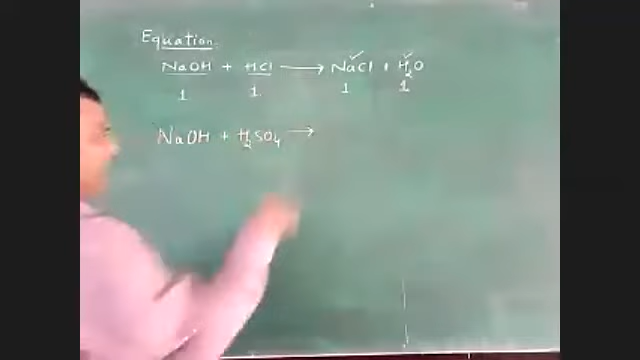 Equation
NaOH + HCl ⟶ NaCl + H₂O
1 1 1 1
NaOH + H₂SO₄ ⟶